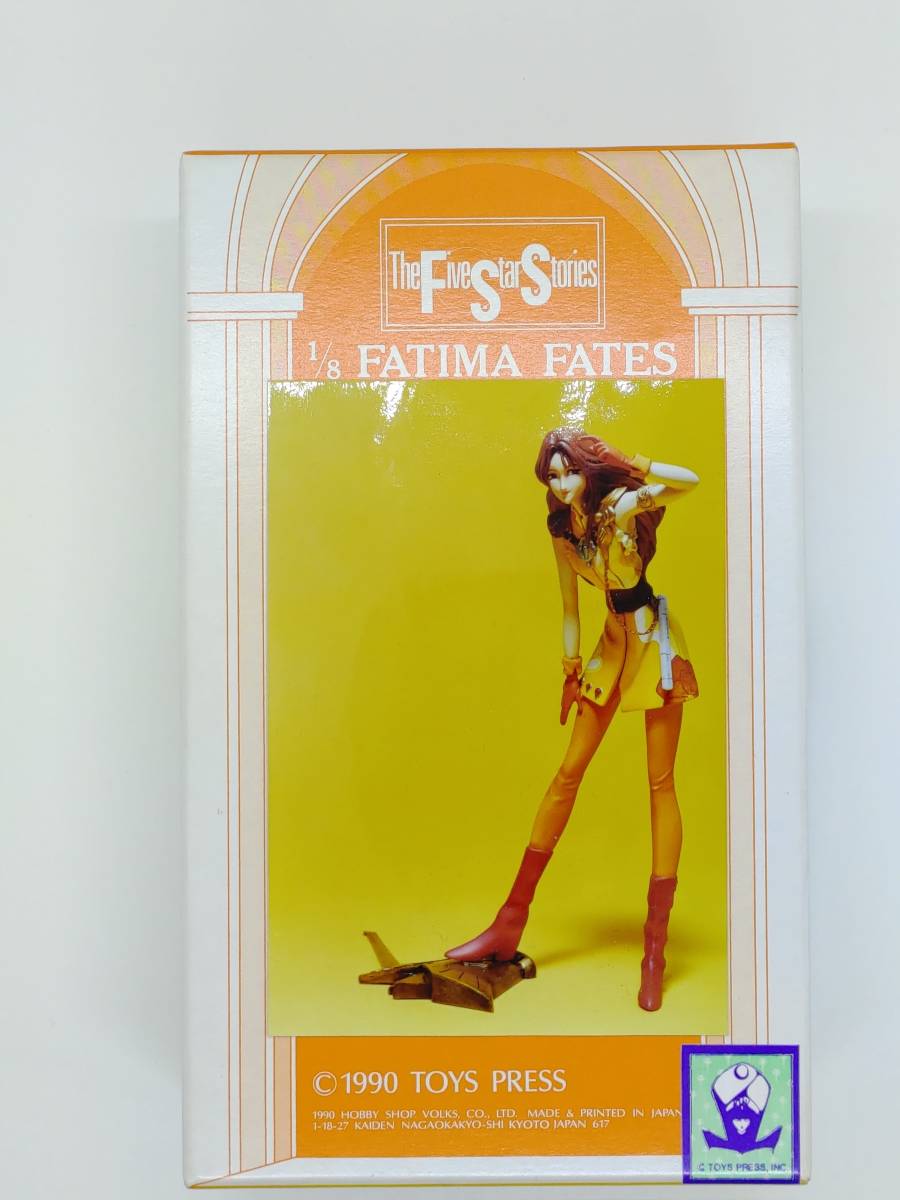 The Five Star Stories
1/8 FATIMA FATES
© 1990 TOYS PRESS
1990 HOBBY SHOP VOLKS, CO., LTD. MADE & PRINTED IN JAPAN
1-18-27 KAIDEN NAGAOKAKYO-SHI KYOTO JAPAN 617
© TOYS PRESS, INC